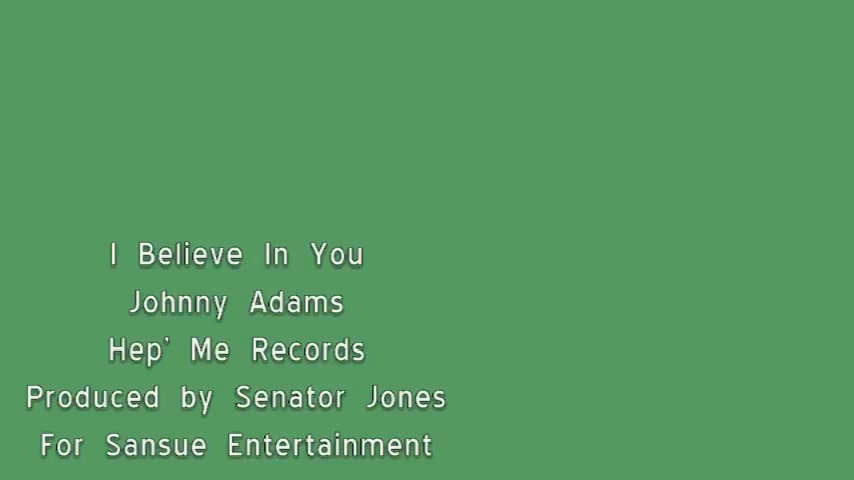 I Believe In You
Johnny Adams
Hep' Me Records
Produced by Senator Jones
For Sansue Entertainment